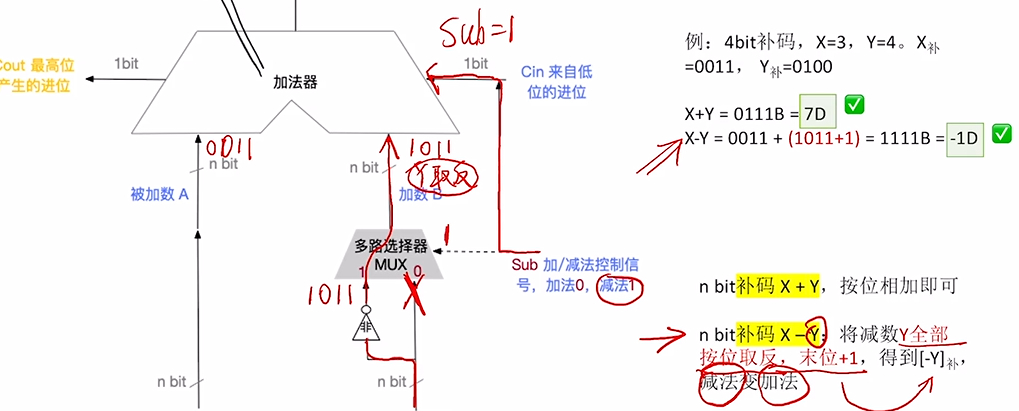 Sub=1
1bit
Cout 最高位
产生的进位
加法器
1bit
Cin 来自低
位的进位
0011
n bit
被加数 A
1011
n bit
Y取反
加数 B
多路选择器
MUX
1
0
1
Sub 加/减法控制信
号，加法0，减法1
1011
非
n bit
n bit
例：4bit补码，X=3，Y=4。X补
=0011， Y补=0100
X+Y = 0111B = 7D
X-Y = 0011 + (1011+1) = 1111B = -1D
n bit补码 X + Y，按位相加即可
n bit补码 X – Y：将减数Y全部
按位取反，末位+1，得到[-Y]补，
减法变加法